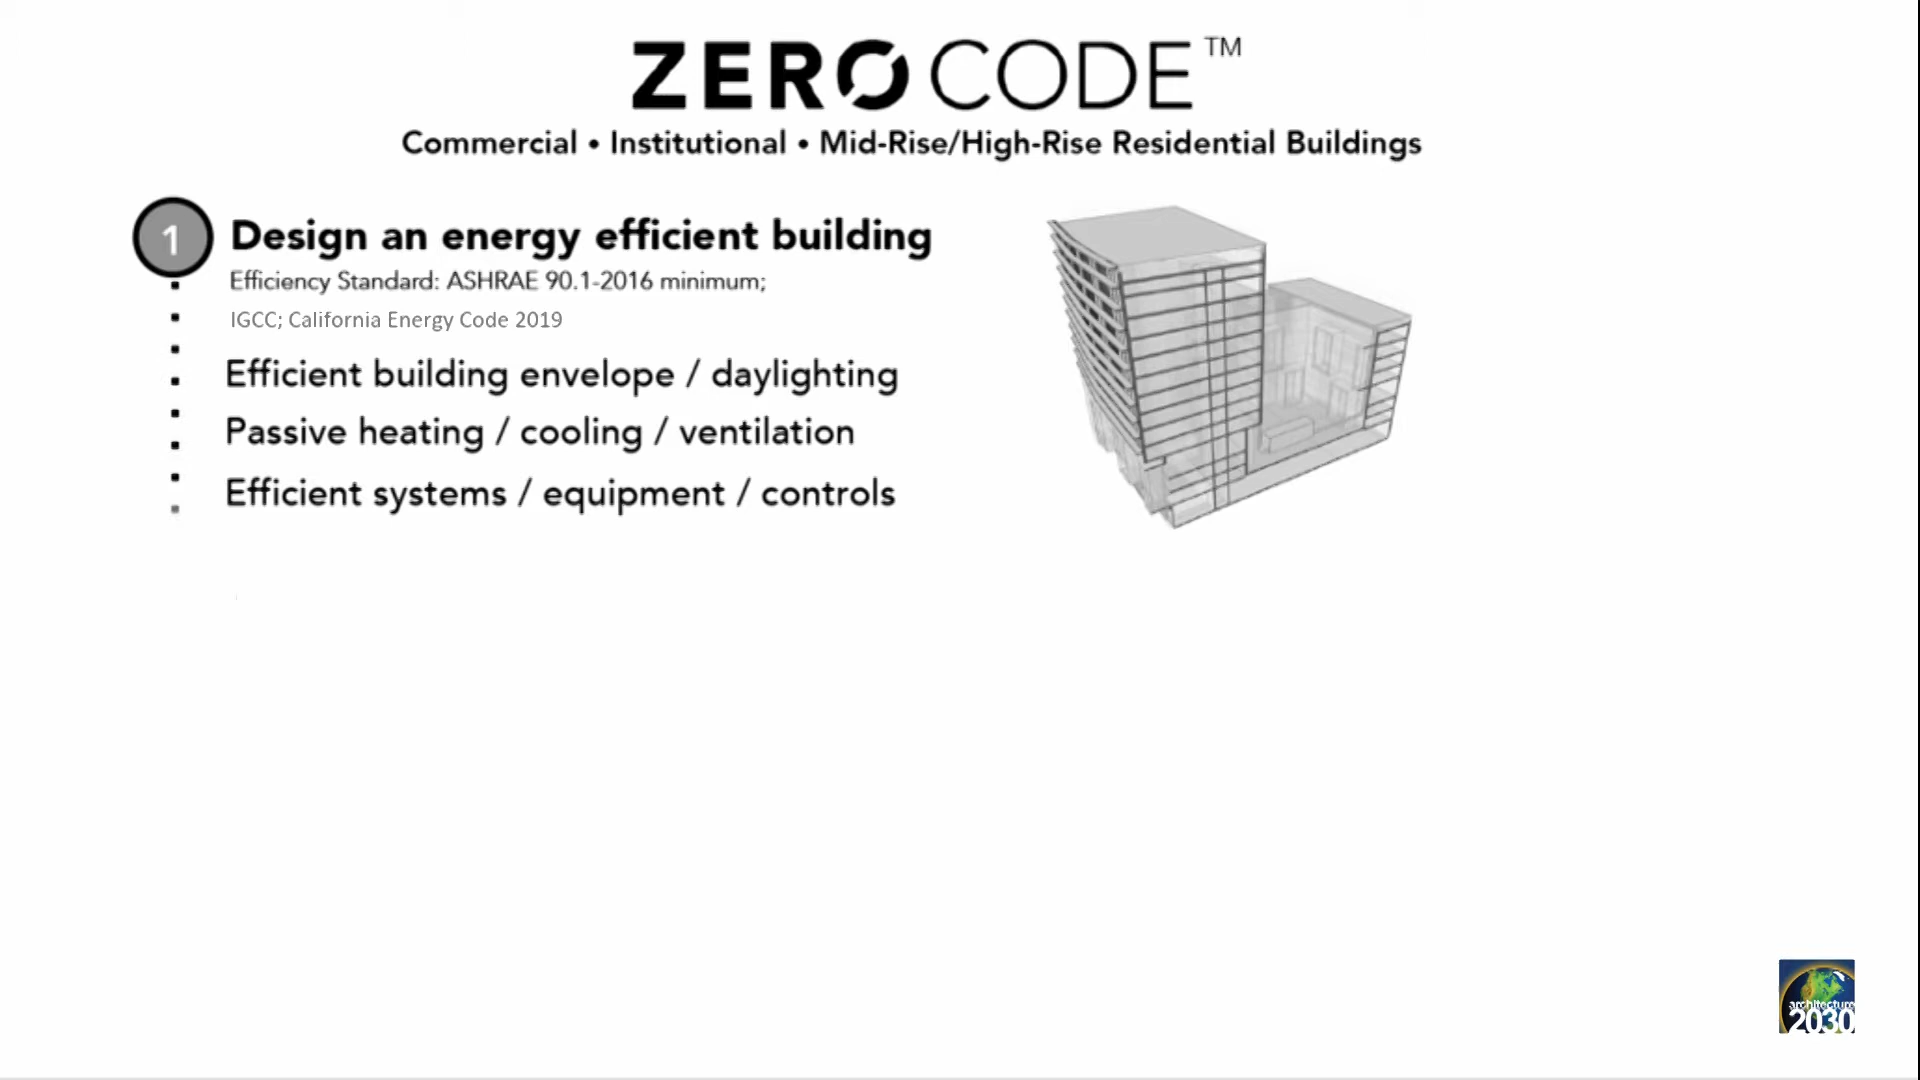 ZERO CODE™
Commercial • Institutional • Mid-Rise/High-Rise Residential Buildings
1 Design an energy efficient building
Efficiency Standard: ASHRAE 90.1-2016 minimum;
IGCC; California Energy Code 2019
Efficient building envelope / daylighting
Passive heating / cooling / ventilation
Efficient systems / equipment / controls
architecture
2030